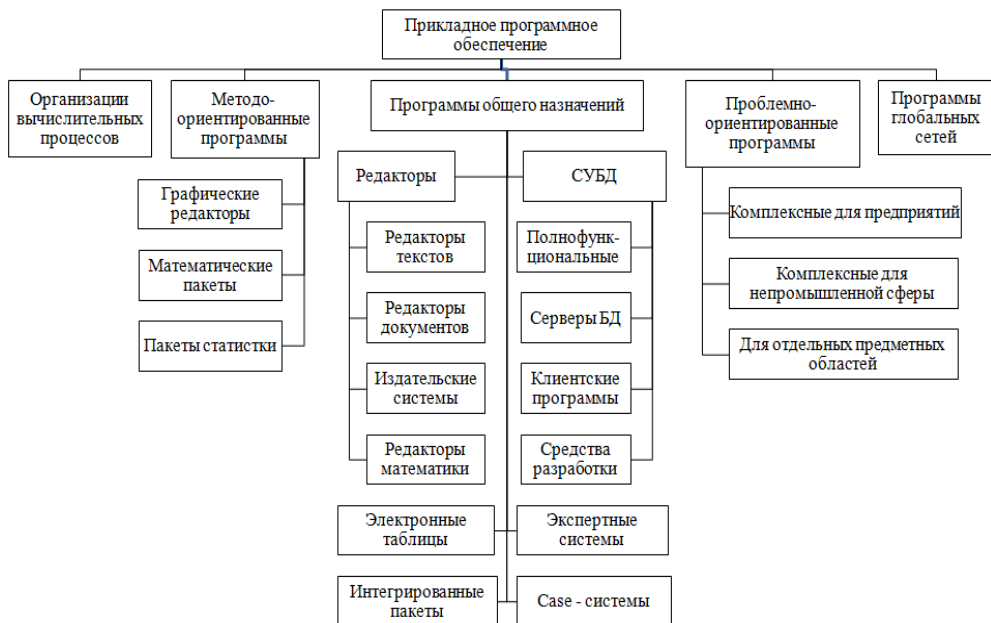 Прикладное программное
обеспечение
Организации
вычислительных
процессов
Методо-
ориентированные
программы
Программы общего назначений
Проблемно-
ориентированные
программы
Программы
глобальных
сетей
Графические
редакторы
Математические
пакеты
Пакеты статистки
Редакторы
СУБД
Редакторы
текстов
Редакторы
документов
Издательские
системы
Редакторы
математики
Полнофунк-
циональные
Серверы БД
Клиентские
программы
Средства
разработки
Электронные
таблицы
Экспертные
системы
Интегрированные
пакеты
Case - системы
Комплексные для предприятий
Комплексные для
непромышленной сферы
Для отдельных предметных
областей